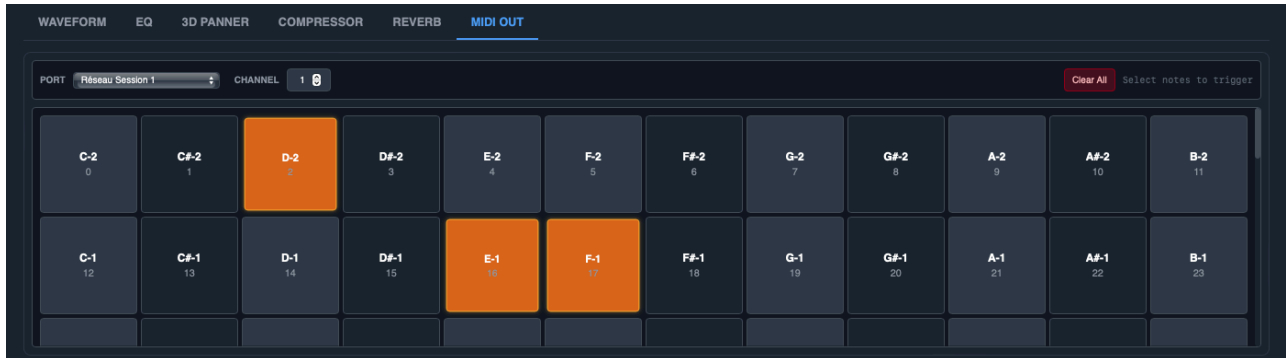 WAVEFORM EQ 3D PANNER COMPRESSOR REVERB MIDI OUT
PORT Réseau Session 1 CHANNEL 1 Clear All Select notes to trigger
C-2 C#-2 D-2 D#-2 E-2 F-2 F#-2 G-2 G#-2 A-2 A#-2 B-2
0 1 2 3 4 5 6 7 8 9 10 11
C-1 C#-1 D-1 D#-1 E-1 F-1 F#-1 G-1 G#-1 A-1 A#-1 B-1
12 13 14 15 16 17 18 19 20 21 22 23